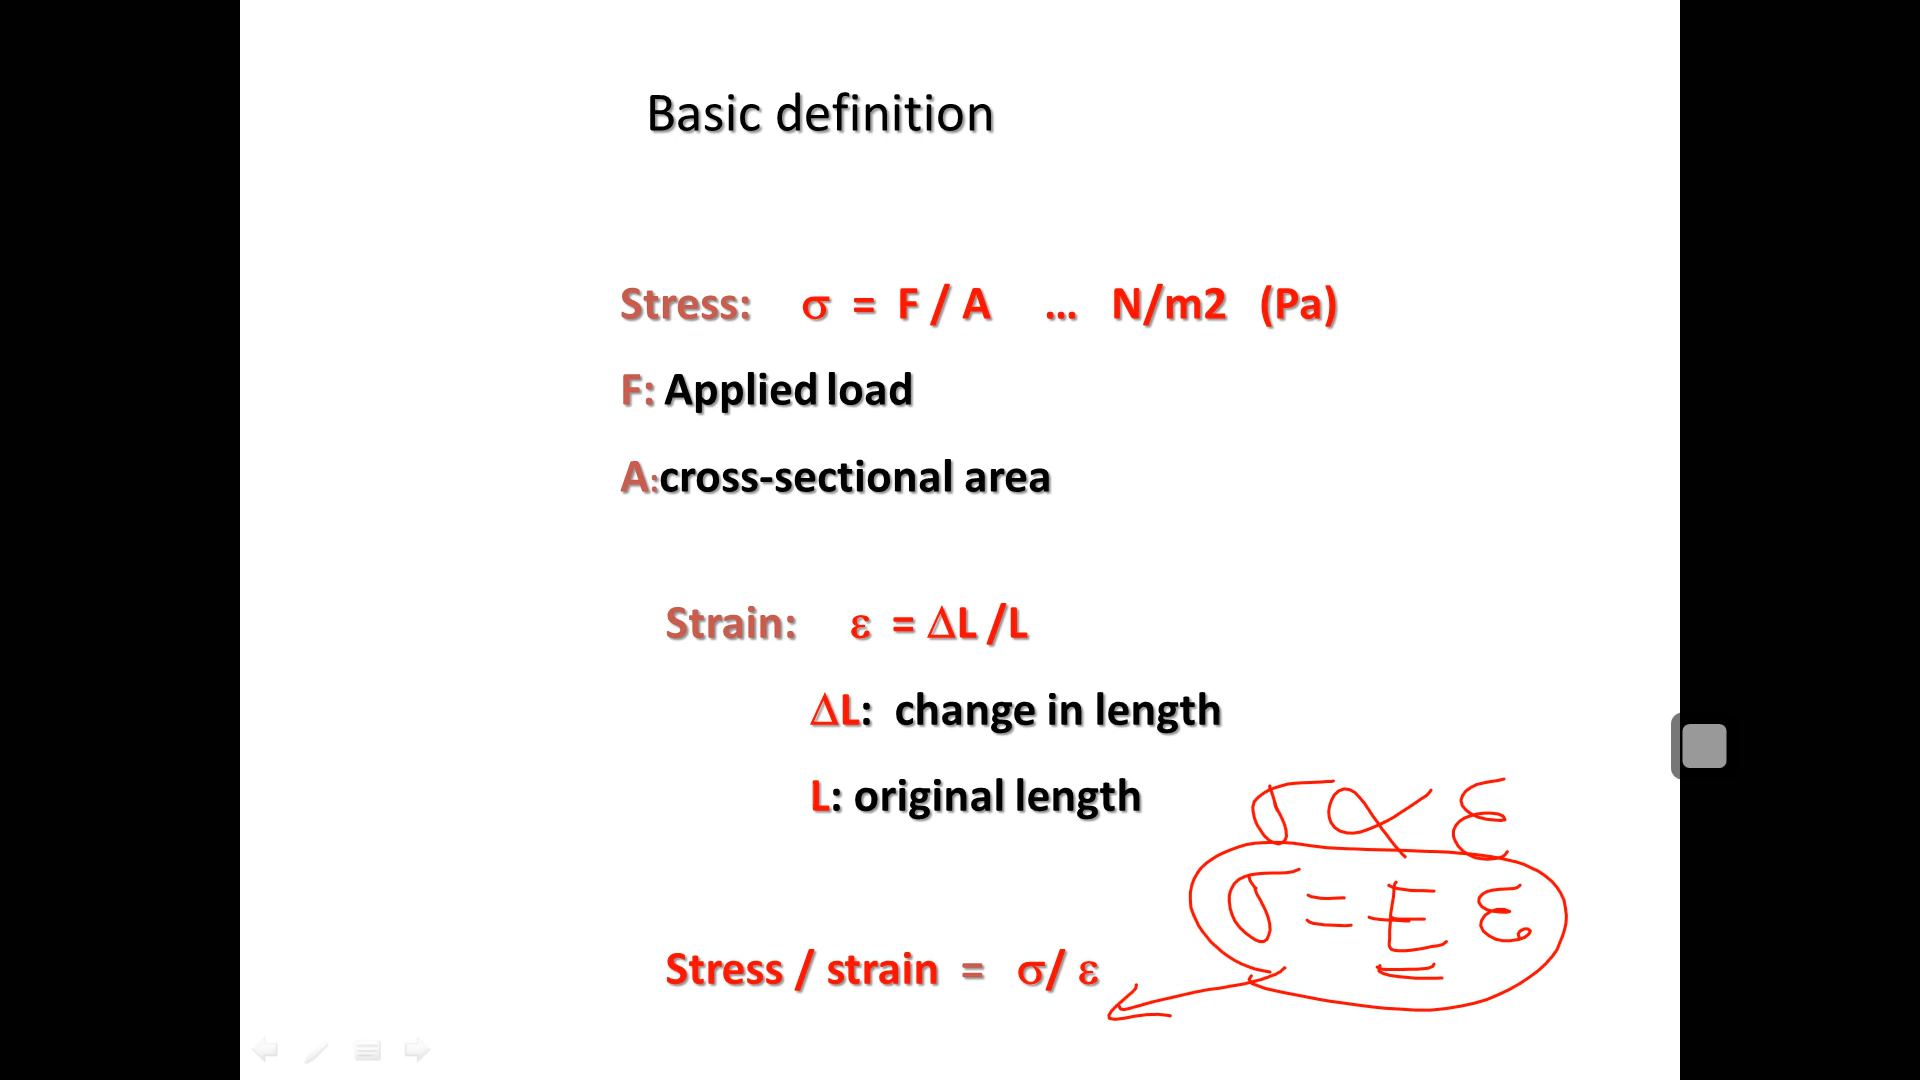 Basic definition
Stress: σ = F / A ... N/m2 (Pa)
F: Applied load
A:cross-sectional area
Strain: ε = ΔL /L
ΔL: change in length
L: original length
σ ∝ ε
σ = E ε
Stress / strain = σ/ ε